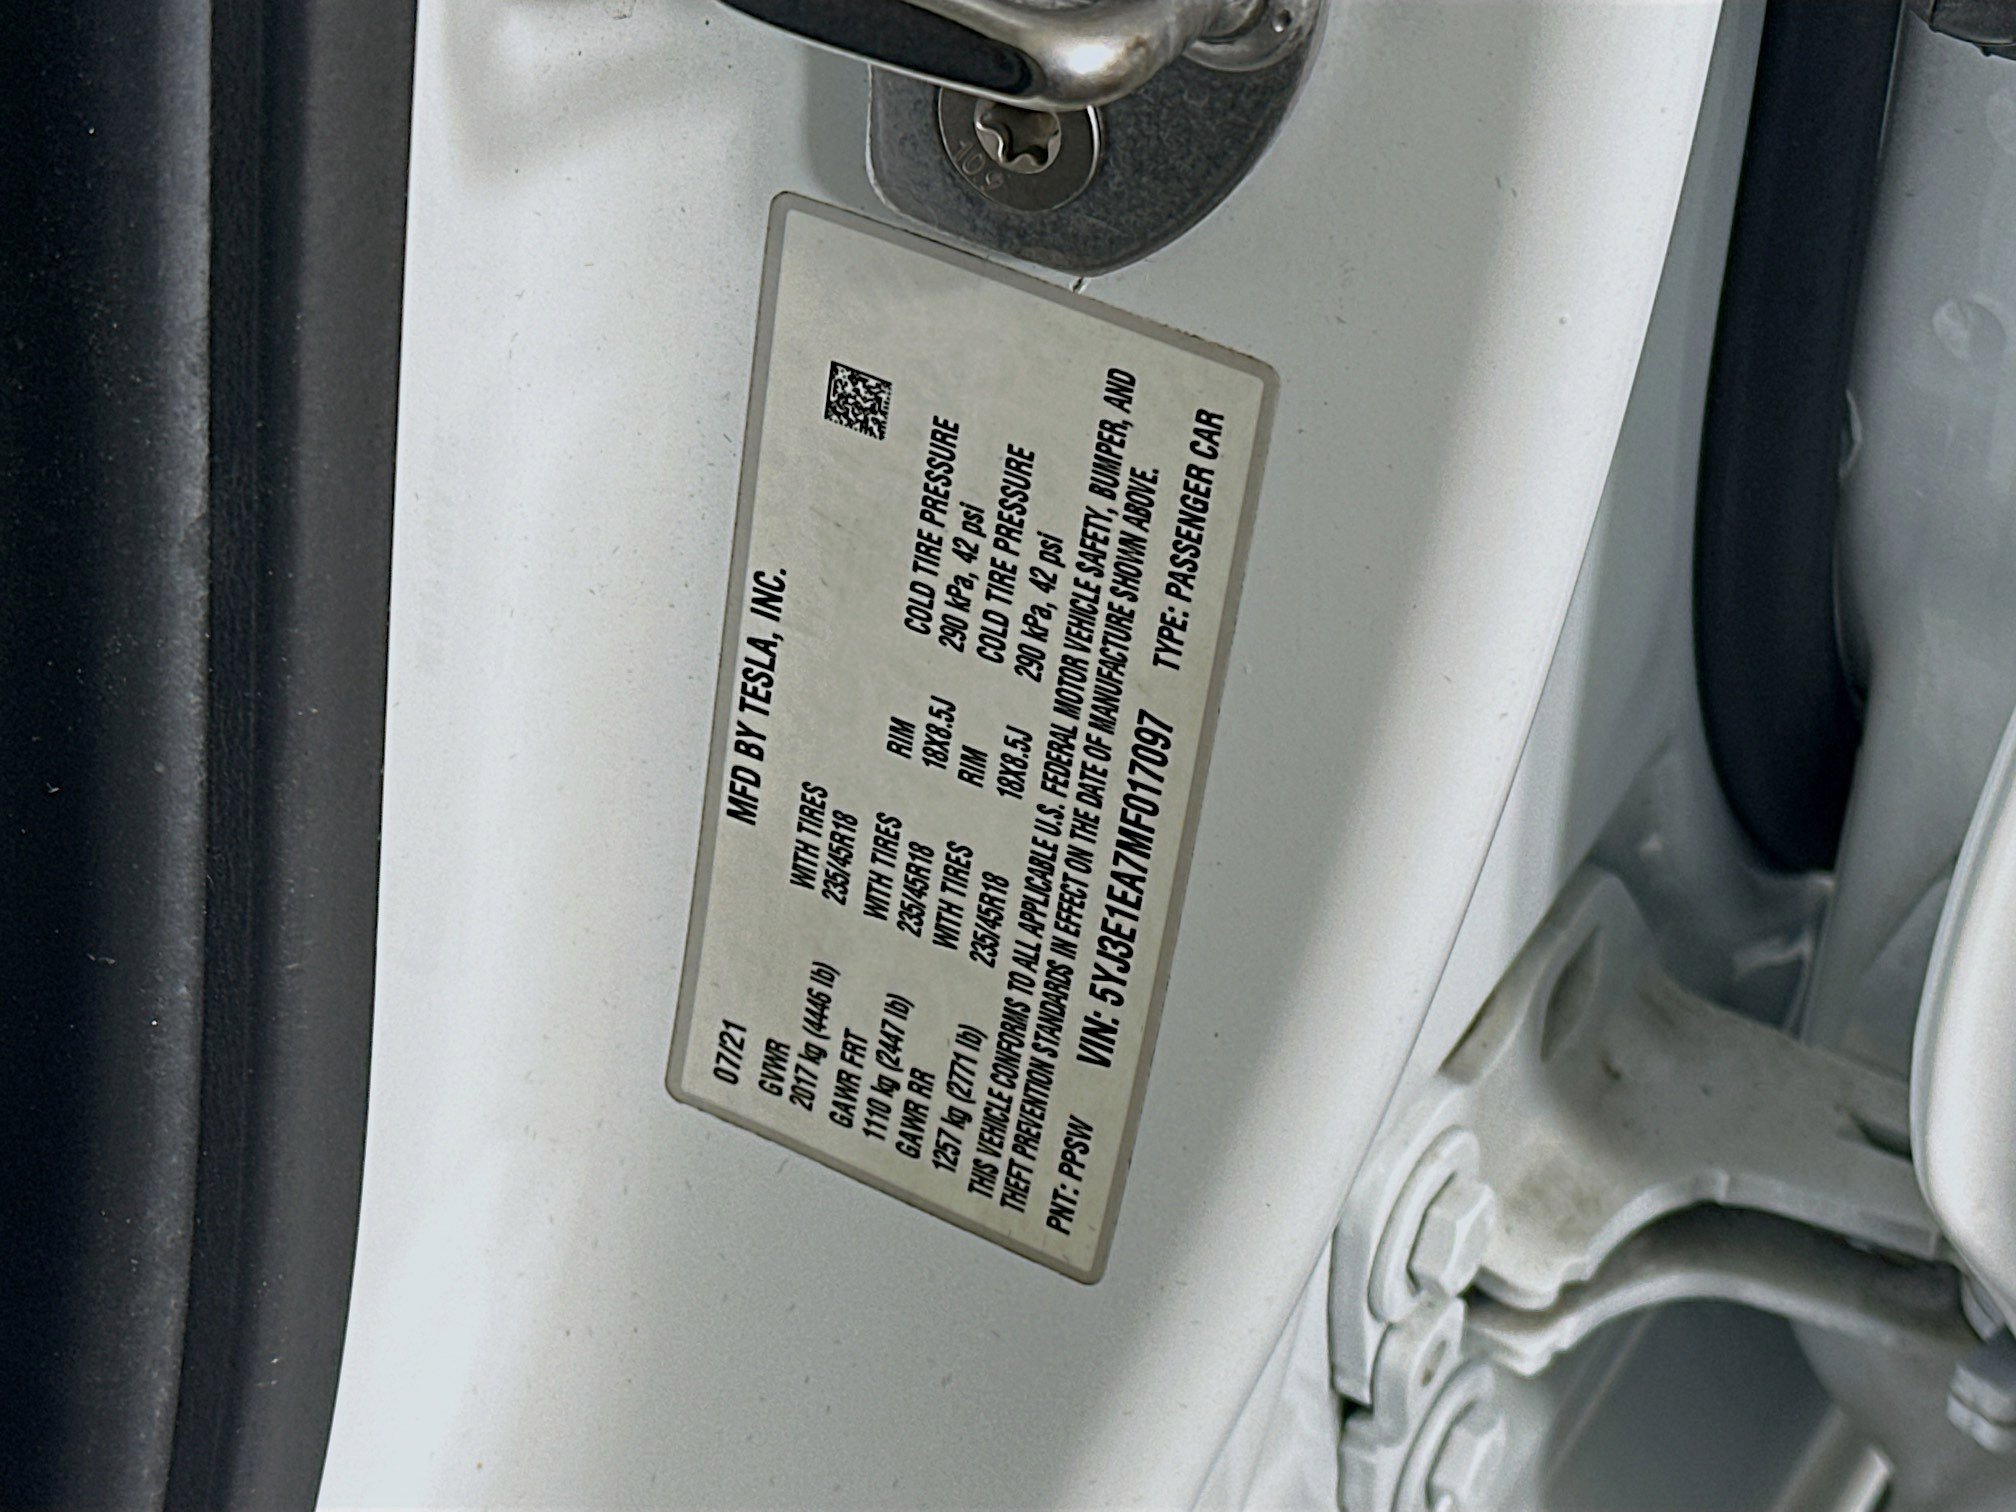 07/21 MFD BY TESLA, INC.
GVWR WITH TIRES
2017 kg (4446 lb) 235/45R18
GAWR FRT WITH TIRES RIM COLD TIRE PRESSURE
1110 kg (2447 lb) 235/45R18 18X8.5J 290 kPa, 42 psi
GAWR RR WITH TIRES RIM COLD TIRE PRESSURE
1257 kg (2771 lb) 235/45R18 18X8.5J 290 kPa, 42 psi
THIS VEHICLE CONFORMS TO ALL APPLICABLE U.S. FEDERAL MOTOR VEHICLE SAFETY, BUMPER, AND
THEFT PREVENTION STANDARDS IN EFFECT ON THE DATE OF MANUFACTURE SHOWN ABOVE.
PNT: PPSW VIN: 5YJ3E1EA7MF017097 TYPE: PASSENGER CAR